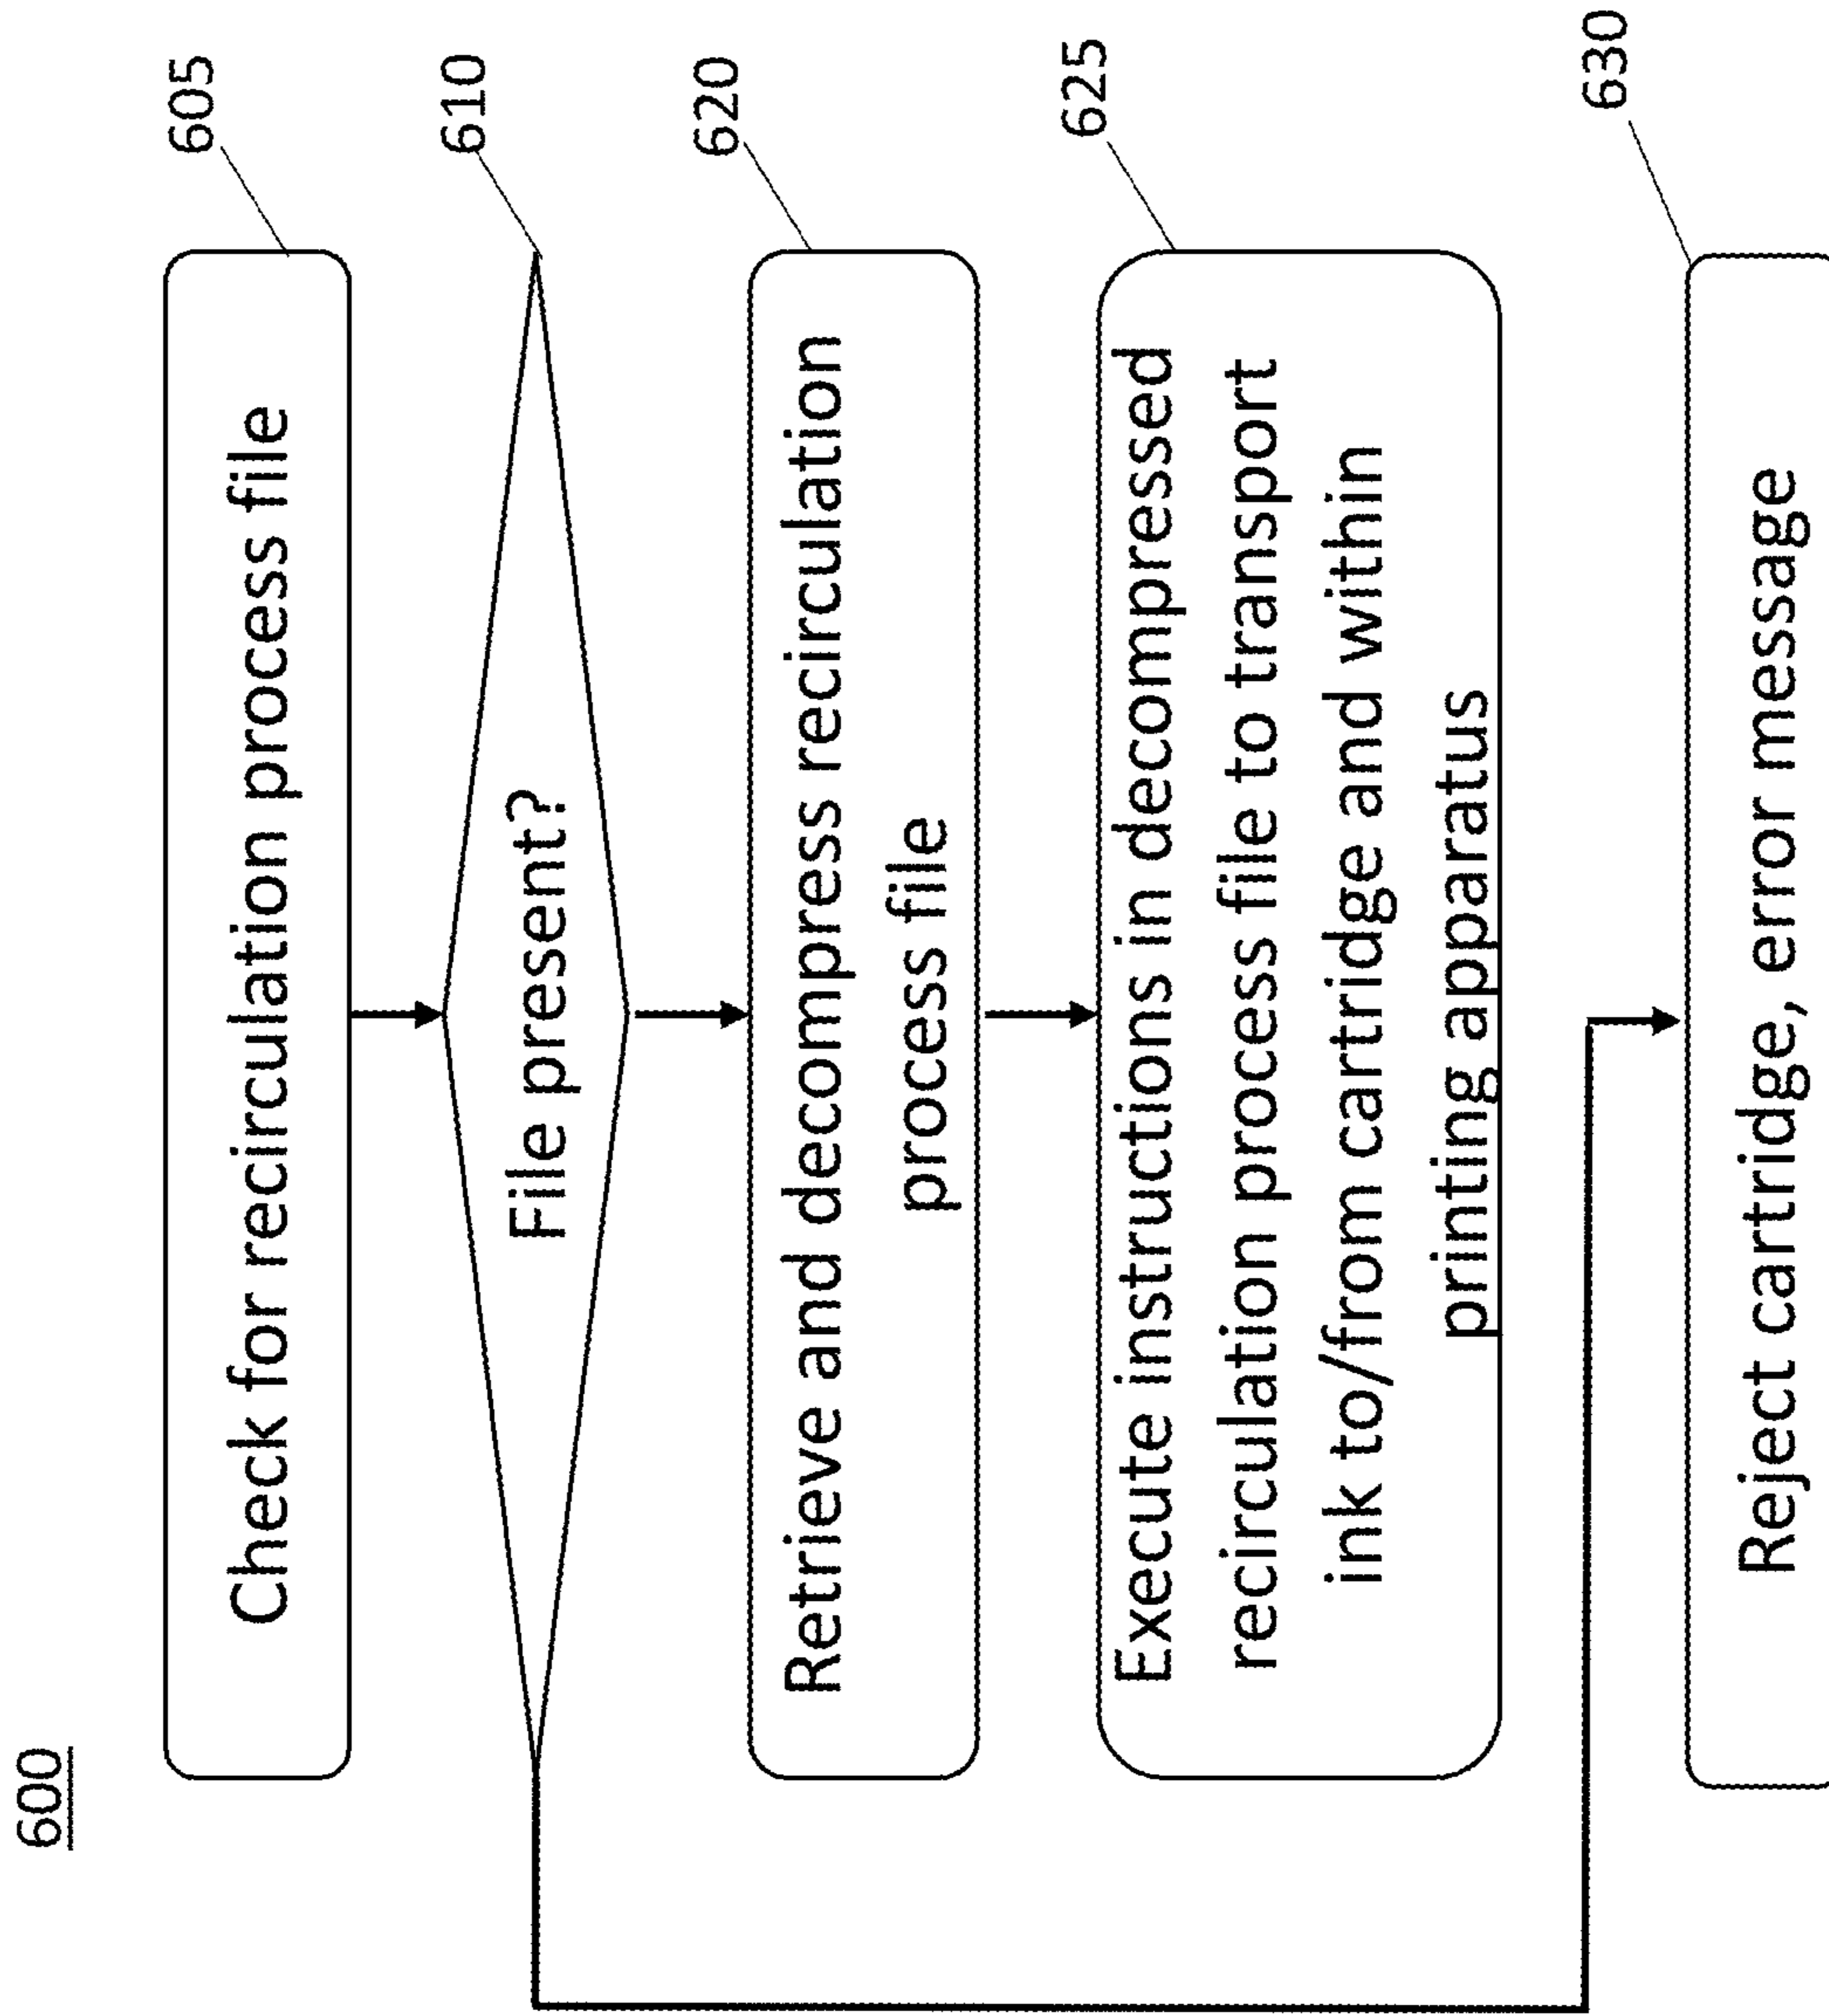 600
Check for recirculation process file
605
File present?
610
Retrieve and decompress recirculation
process file
620
Execute instructions in decompressed
recirculation process file to transport
ink to/from cartridge and within
printing apparatus
625
Reject cartridge, error message
630